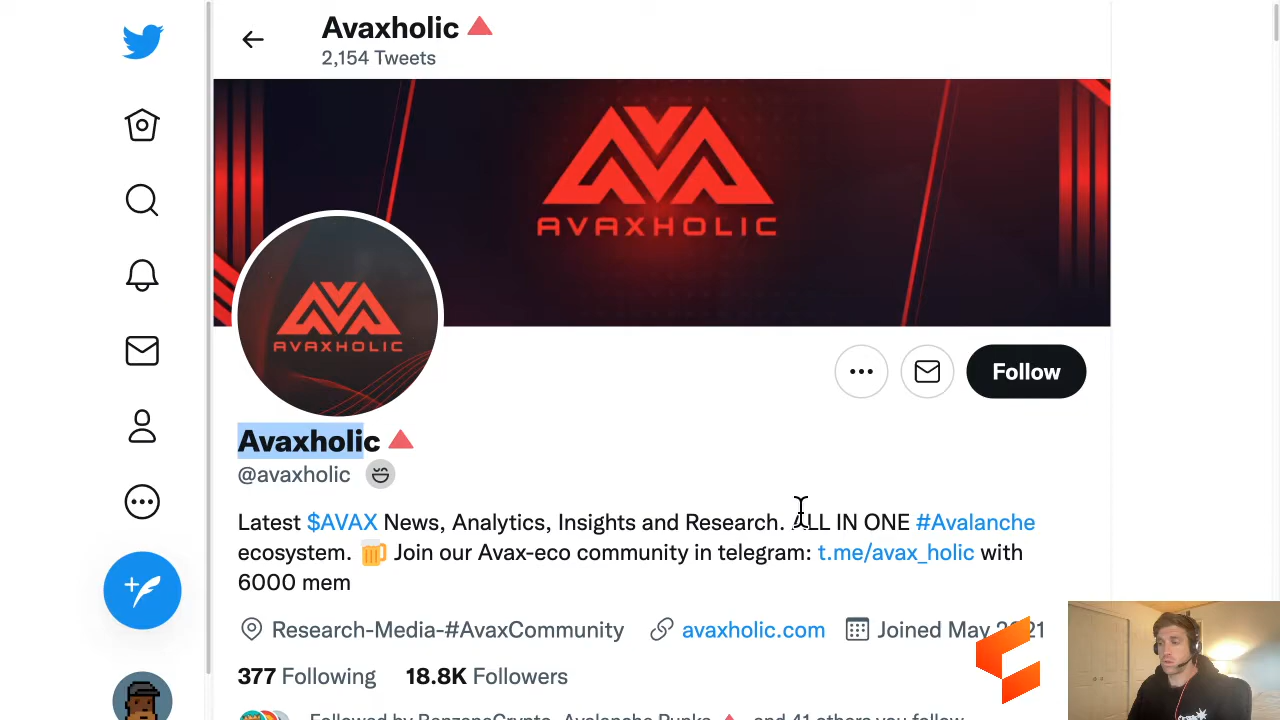 Avaxholic 🔺
2,154 Tweets
AVAXHOLIC
AVAXHOLIC
Follow
Avaxholic 🔺
@avaxholic
Latest $AVAX News, Analytics, Insights and Research. ALL IN ONE #Avalanche
ecosystem. 🍺 Join our Avax-eco community in telegram: t.me/avax_holic with
6000 mem
Research-Media-#AvaxCommunity avaxholic.com Joined May 2021
377 Following 18.8K Followers
Followed by BenzonaCrypto, Avalanche Punks 🔺, and 41 others you follow